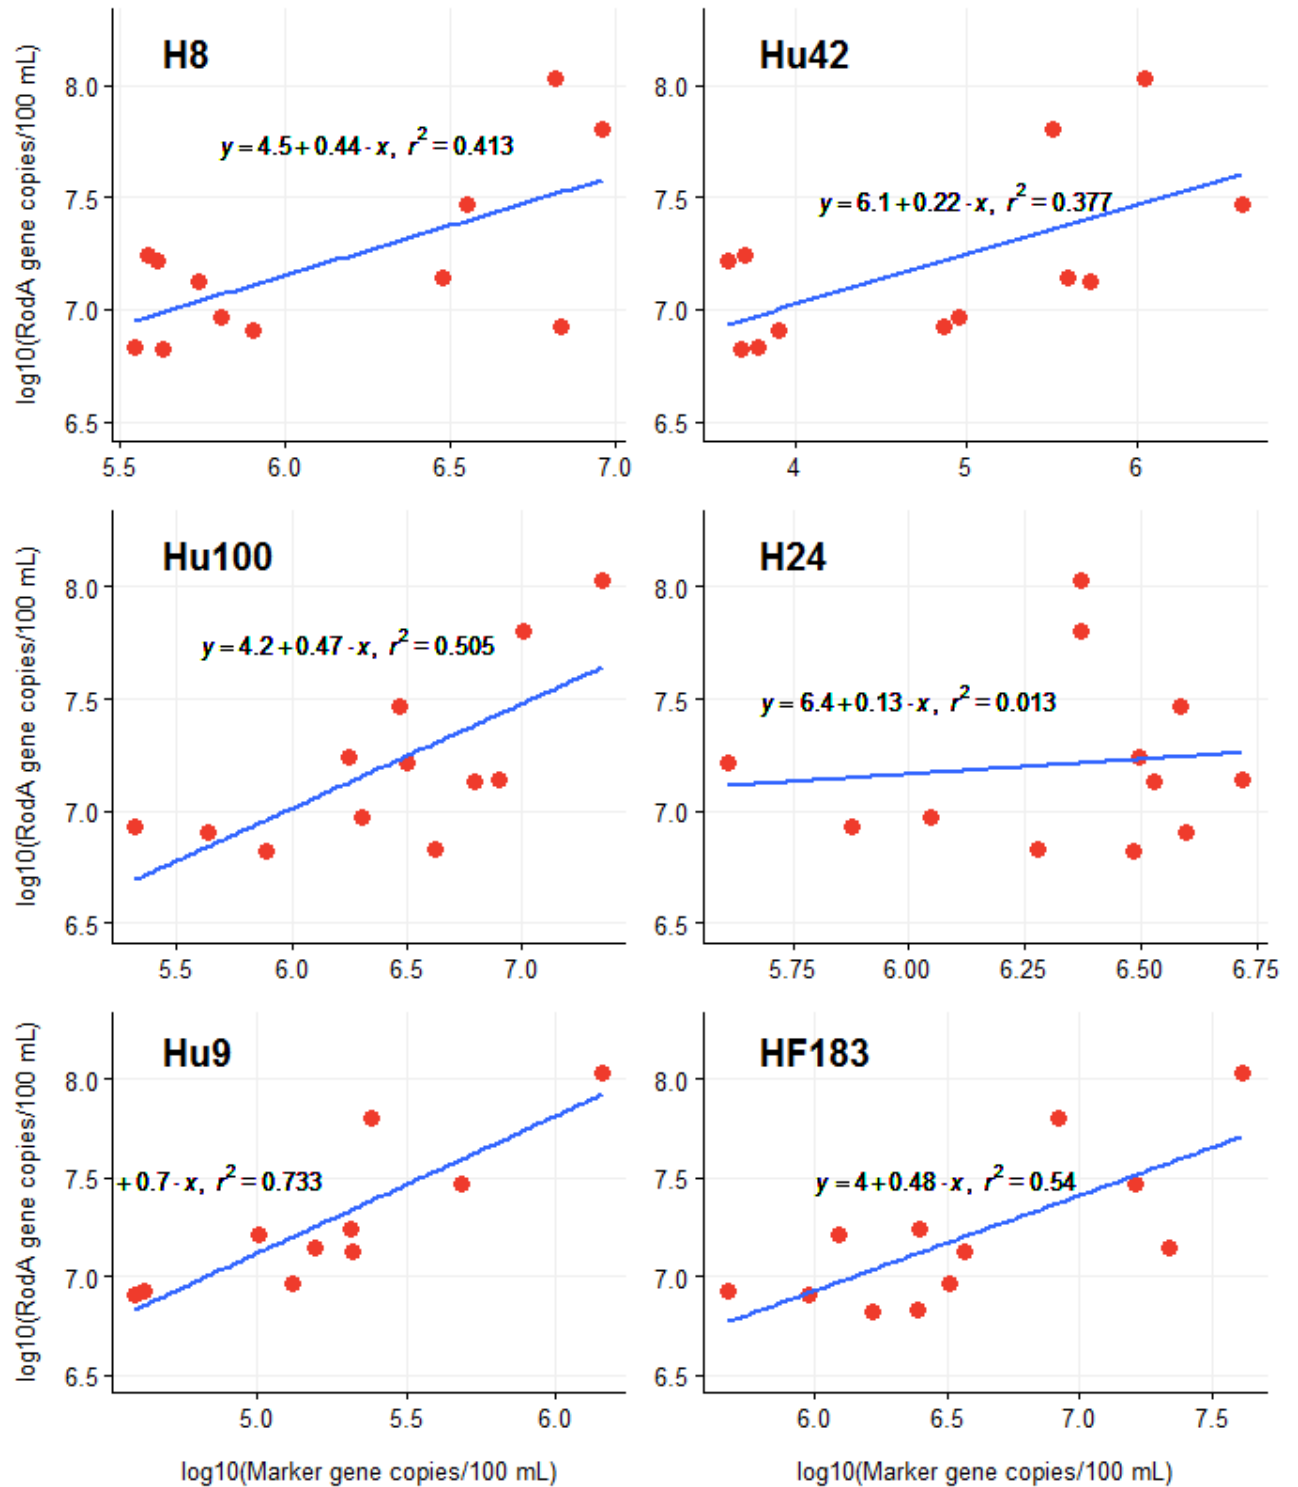 H8
y = 4.5 + 0.44 · x, r² = 0.413
log10(RodA gene copies/100 mL)
8.0
7.5
7.0
6.5
5.5 6.0 6.5 7.0
Hu42
y = 6.1 + 0.22 · x, r² = 0.377
4 5 6
Hu100
y = 4.2 + 0.47 · x, r² = 0.505
log10(RodA gene copies/100 mL)
8.0
7.5
7.0
6.5
5.5 6.0 6.5 7.0
H24
y = 6.4 + 0.13 · x, r² = 0.013
8.0
7.5
7.0
6.5
5.75 6.00 6.25 6.50 6.75
Hu9
+ 0.7 · x, r² = 0.733
log10(RodA gene copies/100 mL)
8.0
7.5
7.0
6.5
5.0 5.5 6.0
log10(Marker gene copies/100 mL)
HF183
y = 4 + 0.48 · x, r² = 0.54
8.0
7.5
7.0
6.5
6.0 6.5 7.0 7.5
log10(Marker gene copies/100 mL)